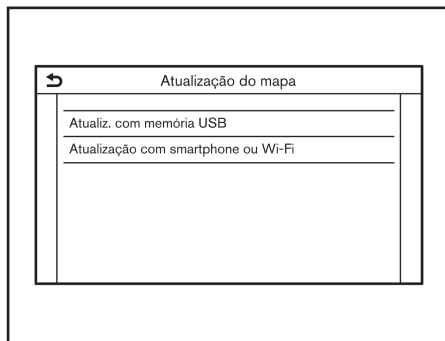 Atualização do mapa
Atualiz. com memória USB
Atualização com smartphone ou Wi-Fi